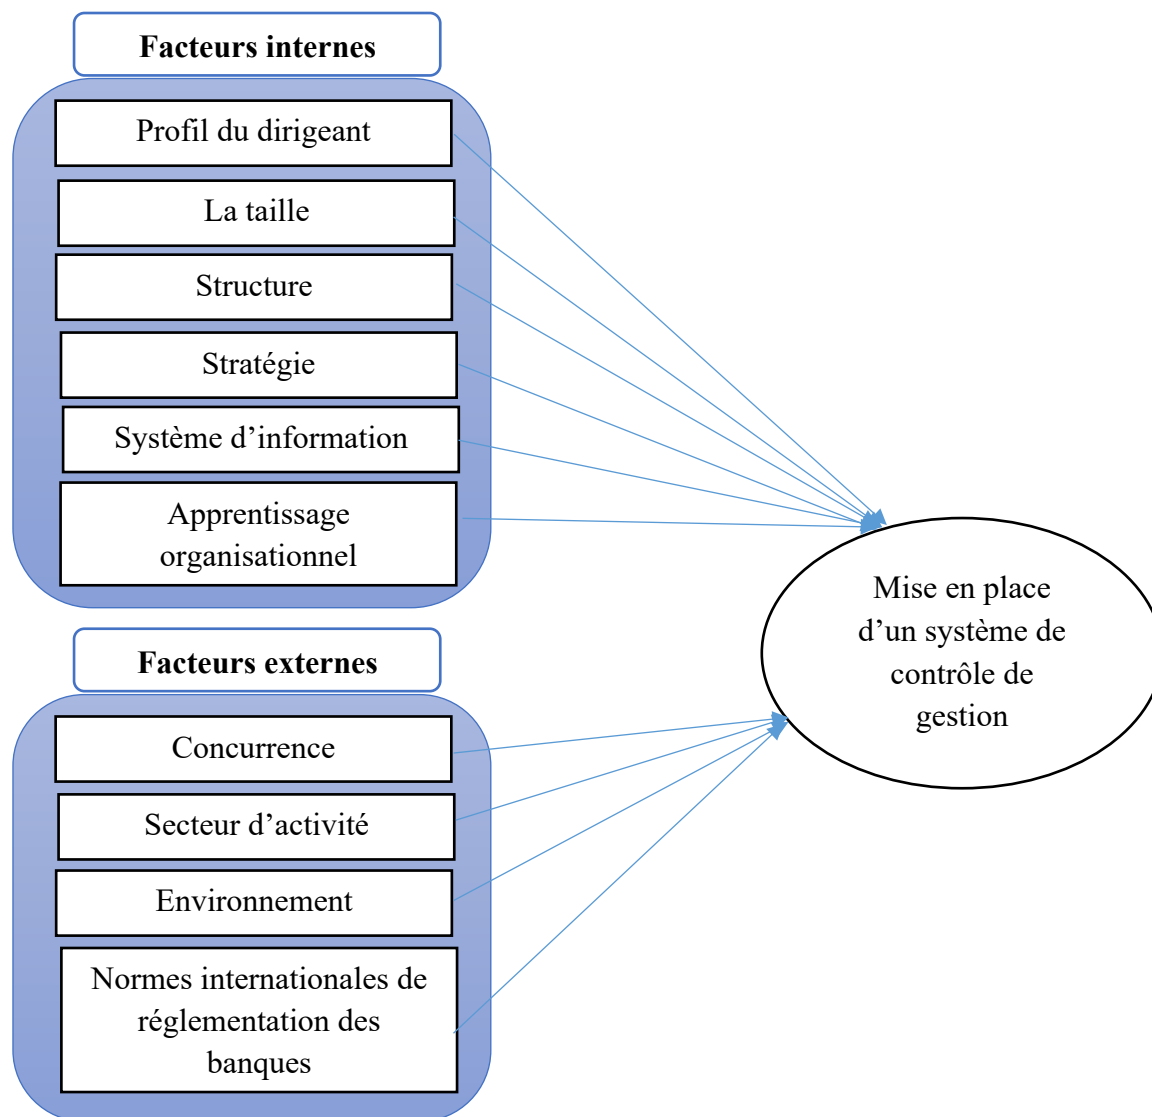 Facteurs internes
Profil du dirigeant
La taille
Structure
Stratégie
Système d’information
Apprentissage
organisationnel
Mise en place
d’un système de
contrôle de
gestion
Facteurs externes
Concurrence
Secteur d’activité
Environnement
Normes internationales de
réglementation des
banques